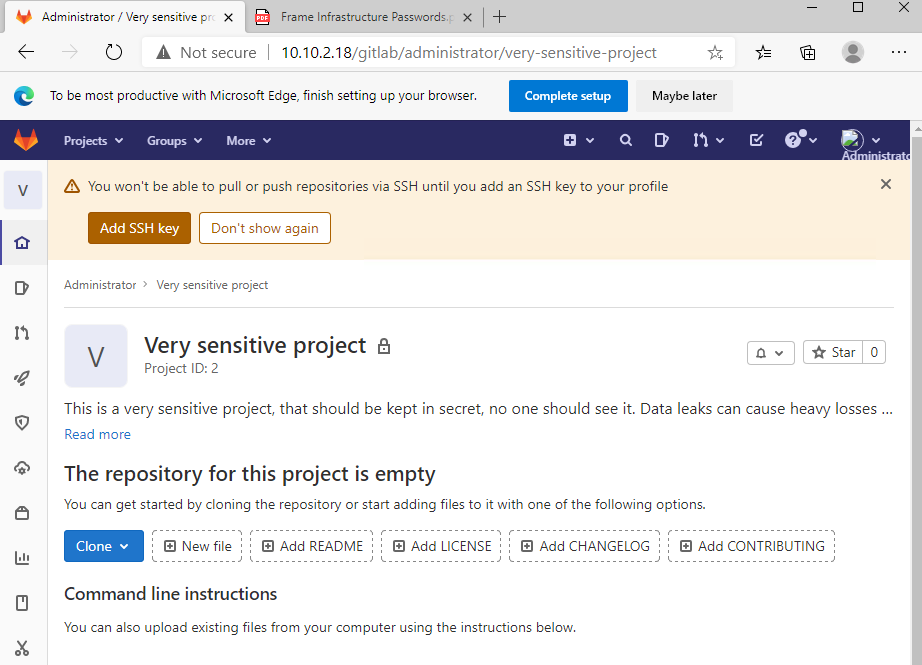 Administrator / Very sensitive pro
PDF
Frame Infrastructure Passwords.p
Not secure
10.10.2.18/gitlab/administrator/very-sensitive-project
To be most productive with Microsoft Edge, finish setting up your browser.
Complete setup
Maybe later
Projects
Groups
More
Administrato
V
You won't be able to pull or push repositories via SSH until you add an SSH key to your profile
Add SSH key
Don't show again
Administrator > Very sensitive project
V
Very sensitive project
Project ID: 2
Star
0
This is a very sensitive project, that should be kept in secret, no one should see it. Data leaks can cause heavy losses ...
Read more
The repository for this project is empty
You can get started by cloning the repository or start adding files to it with one of the following options.
Clone
New file
Add README
Add LICENSE
Add CHANGELOG
Add CONTRIBUTING
Command line instructions
You can also upload existing files from your computer using the instructions below.